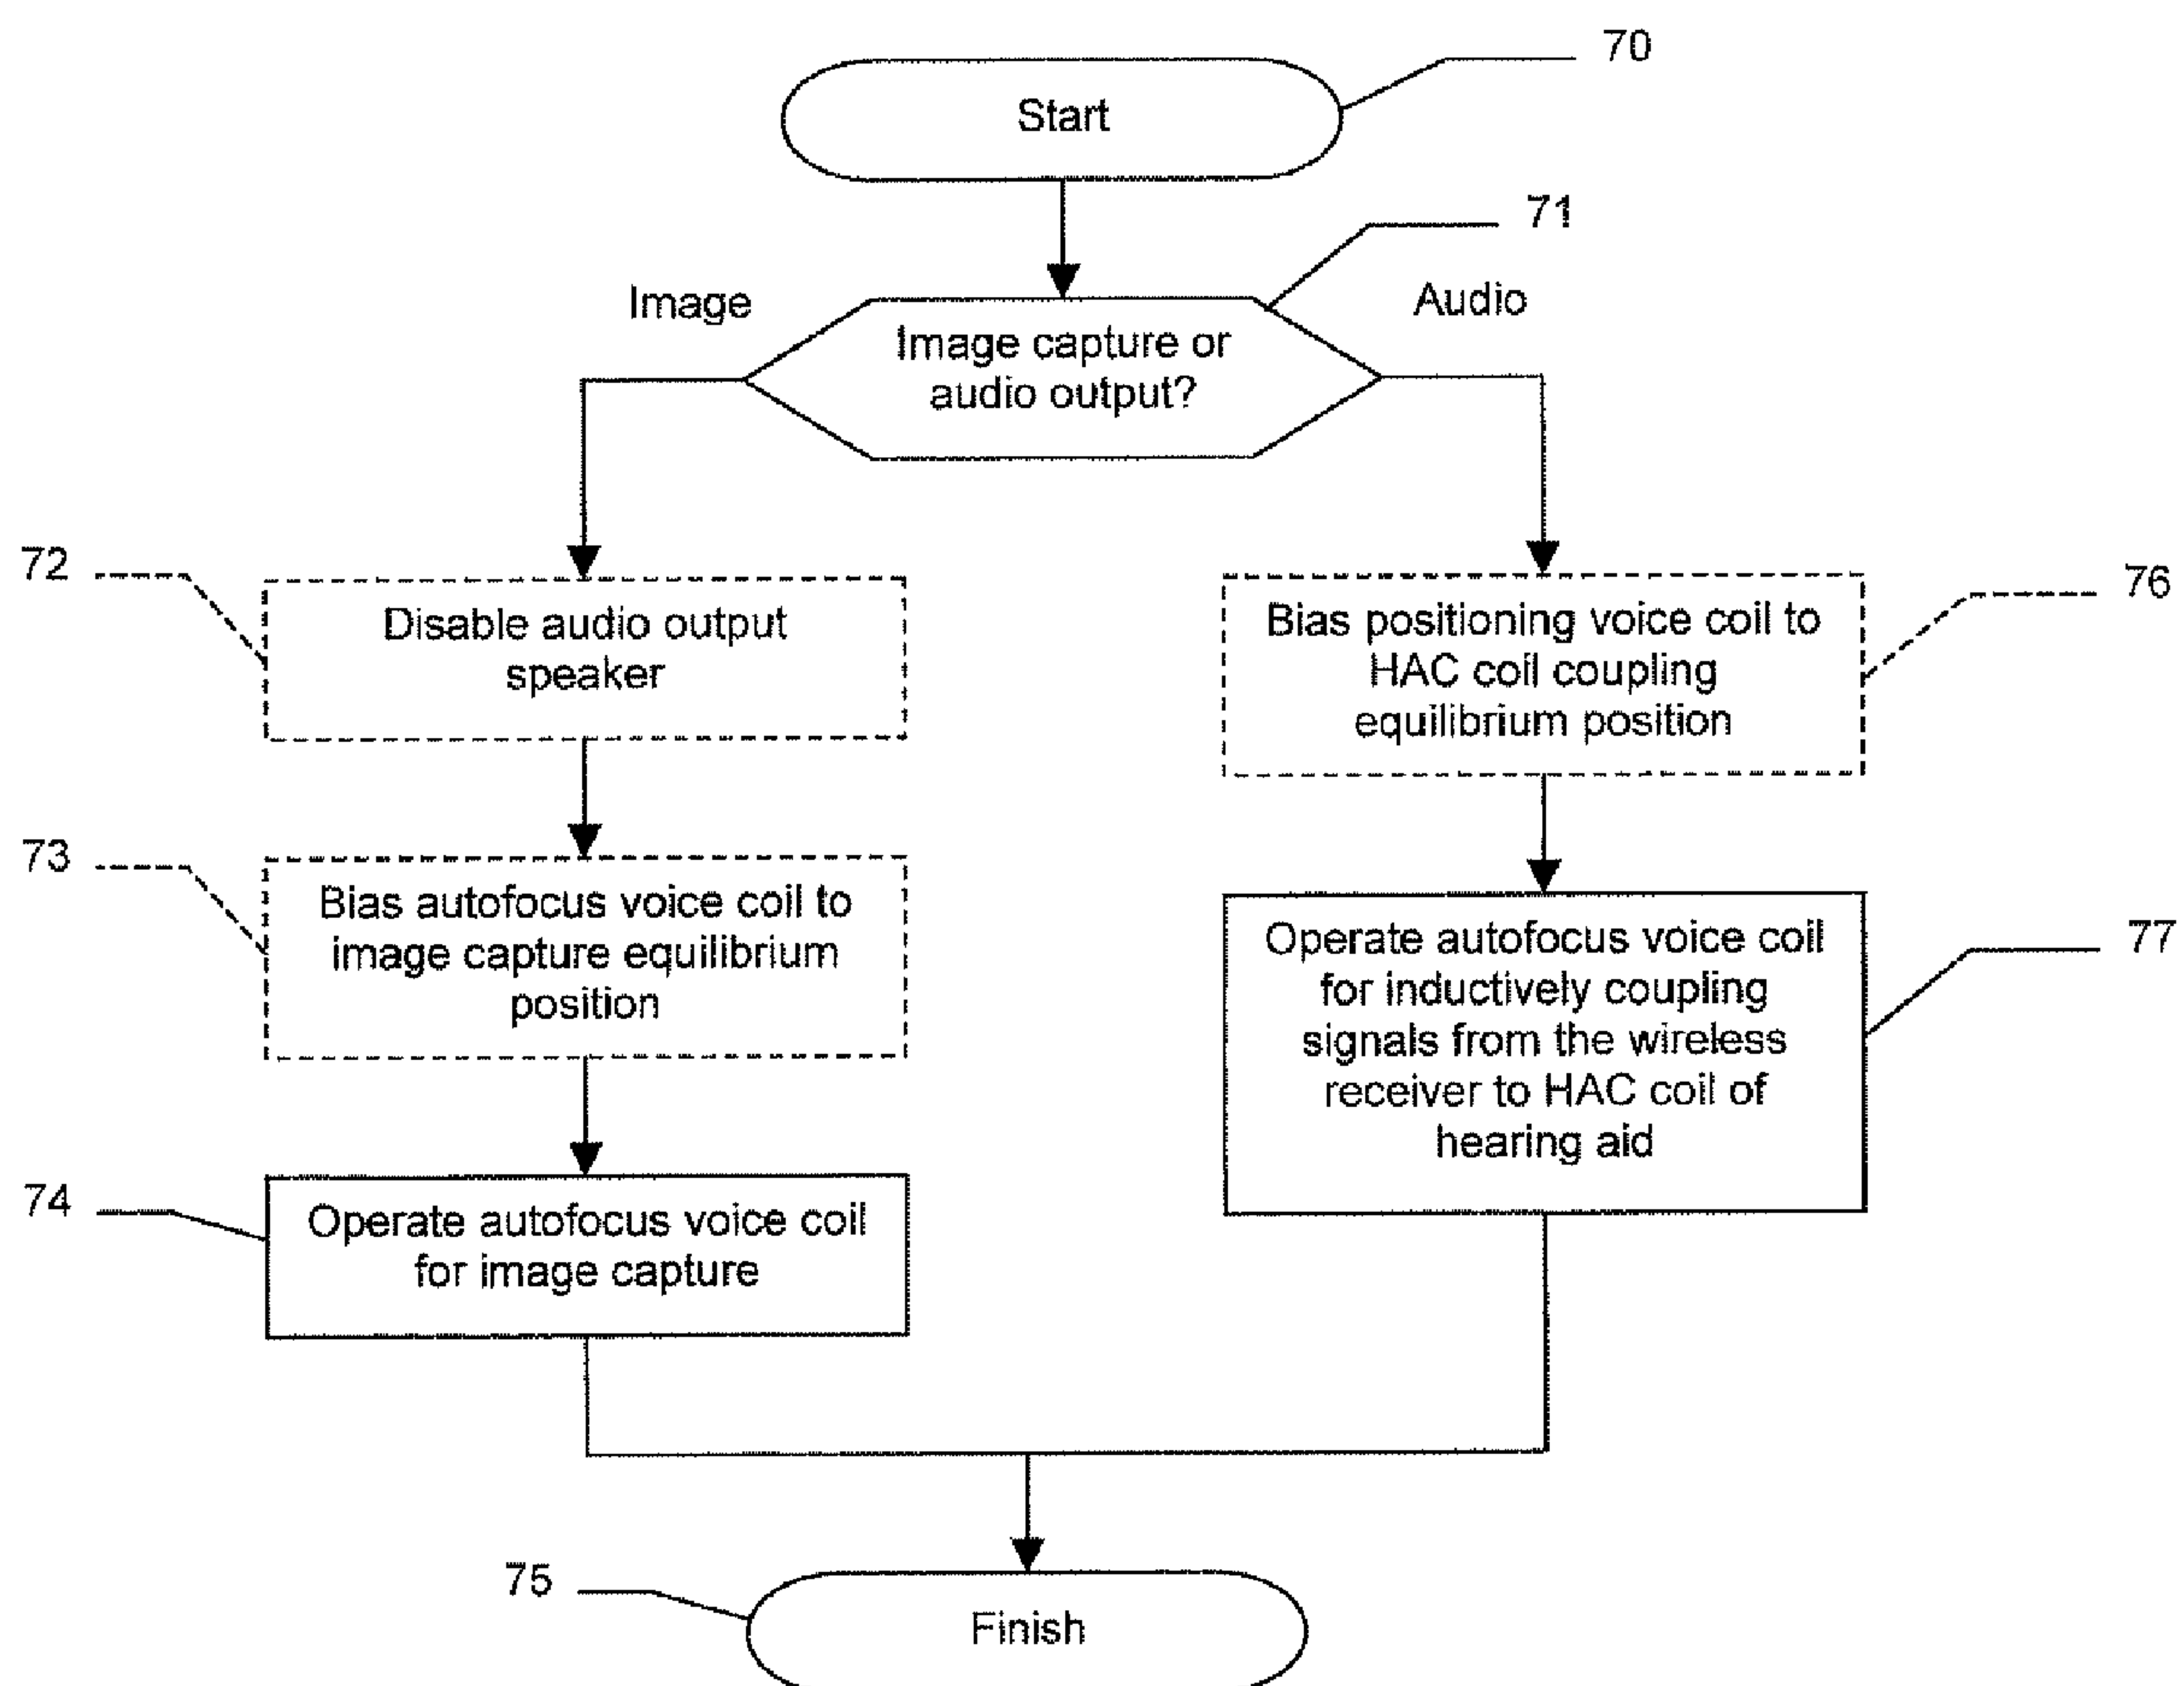 70
Start
71
Image
Audio
Image capture or
audio output?
72
Disable audio output
speaker
76
Bias positioning voice coil to
HAC coil coupling
equilibrium position
73
Bias autofocus voice coil to
image capture equilibrium
position
77
Operate autofocus voice coil
for inductively coupling
signals from the wireless
receiver to HAC coil of
hearing aid
74
Operate autofocus voice coil
for image capture
75
Finish